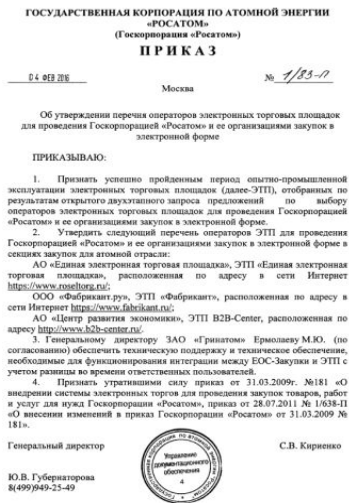 ГОСУДАРСТВЕННАЯ КОРПОРАЦИЯ ПО АТОМНОЙ ЭНЕРГИИ
«РОСАТОМ»
(Госкорпорация «Росатом»)
ПРИКАЗ
04 ФЕВ 2016
№ 1/83-П
Москва
Об утверждении перечня операторов электронных торговых площадок
для проведения Госкорпорацией «Росатом» и ее организациями закупок в
электронной форме
ПРИКАЗЫВАЮ:
1. Признать успешно пройденным период опытно-промышленной
эксплуатации электронных торговых площадок (далее-ЭТП), отобранных по
результатам открытого двухэтапного запроса предложений по выбору
операторов электронных торговых площадок для проведения Госкорпорацией
«Росатом» и ее организациями закупок в электронной форме.
2. Утвердить следующий перечень операторов ЭТП для проведения
Госкорпорацией «Росатом» и ее организациями закупок в электронной форме в
секциях закупок для атомной отрасли:
АО «Единая электронная торговая площадка», ЭТП «Единая электронная
торговая площадка», расположенная по адресу в сети Интернет
https://www.roseltorg.ru/;
ООО «Фабрикант.ру», ЭТП «Фабрикант», расположенная по адресу в
сети Интернет https://www.fabrikant.ru/;
АО «Центр развития экономики», ЭТП B2B-Center, расположенная по
адресу http://www.b2b-center.ru/.
3. Генеральному директору ЗАО «Гринатом» Ермолаеву М.Ю. (по
согласованию) обеспечить техническую поддержку и техническое обеспечение,
необходимые для функционирования интеграции между ЕОС-Закупки и ЭТП с
учетом разницы во времени ответственных пользователей.
4. Признать утратившими силу приказ от 31.03.2009г. №181 «О
внедрении системы электронных торгов для проведения закупок товаров, работ
и услуг для нужд Госкорпорации «Росатом», приказ от 28.07.2011 № 1/638-П
«О внесении изменений в приказ Госкорпорации «Росатом» от 31.03.2009 №
181».
Генеральный директор
С.В. Кириенко
Управление
документационного
обеспечения
4
Ю.В. Губернаторова
8(499)949-25-49